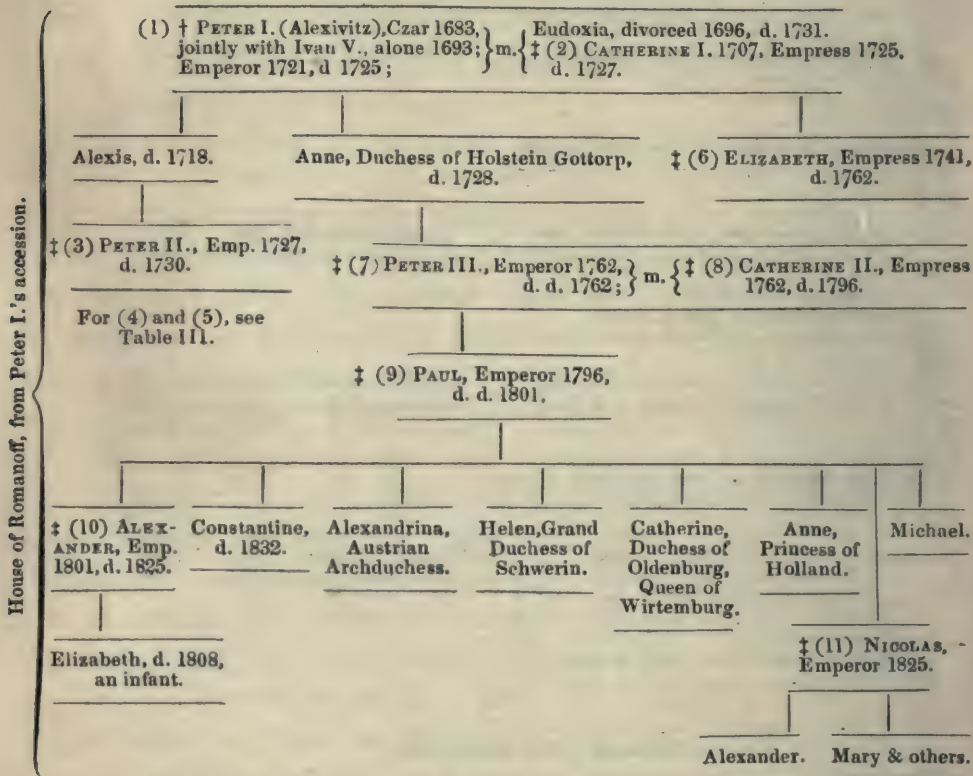 (1) † PETER I. (Alexivitz), Czar 1683,
jointly with Ivan V., alone 1693;
Emperor 1721, d 1725;
m.
Eudoxia, divorced 1696, d. 1731.
‡ (2) CATHERINE I. 1707, Empress 1725,
d. 1727.
House of Romanoff, from Peter I.'s accession.
Alexis, d. 1718.
Anne, Duchess of Holstein Gottorp,
d. 1728.
‡ (6) ELIZABETH, Empress 1741,
d. 1762.
‡ (3) PETER II., Emp. 1727,
d. 1730.
‡ (7) PETER III., Emperor 1762,
d. d. 1762;
m.
‡ (8) CATHERINE II., Empress
1762, d. 1796.
For (4) and (5), see
Table III.
‡ (9) PAUL, Emperor 1796,
d. d. 1801.
‡ (10) ALEX-
ANDER, Emp.
1801, d. 1825.
Constantine,
d. 1832.
Alexandrina,
Austrian
Archduchess.
Helen, Grand
Duchess of
Schwerin.
Catherine,
Duchess of
Oldenburg,
Queen of
Wirtemburg.
Anne,
Princess of
Holland.
Michael.
Elizabeth, d. 1808,
an infant.
‡ (11) NICOLAS, -
Emperor 1825.
Alexander.
Mary & others.